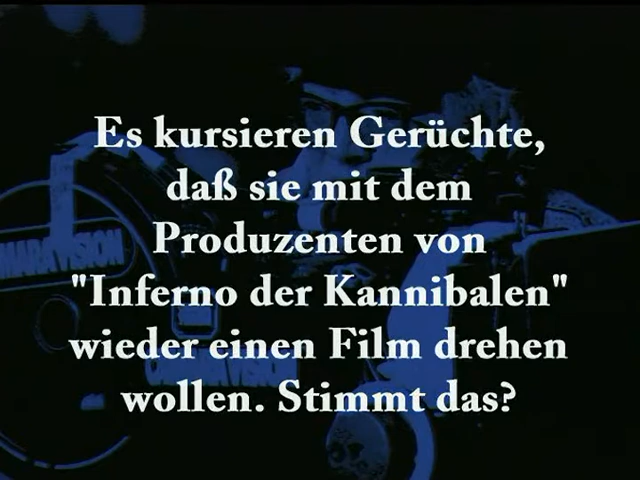 Es kursieren Gerüchte,
daß sie mit dem
Produzenten von
"Inferno der Kannibalen"
wieder einen Film drehen
wollen. Stimmt das?